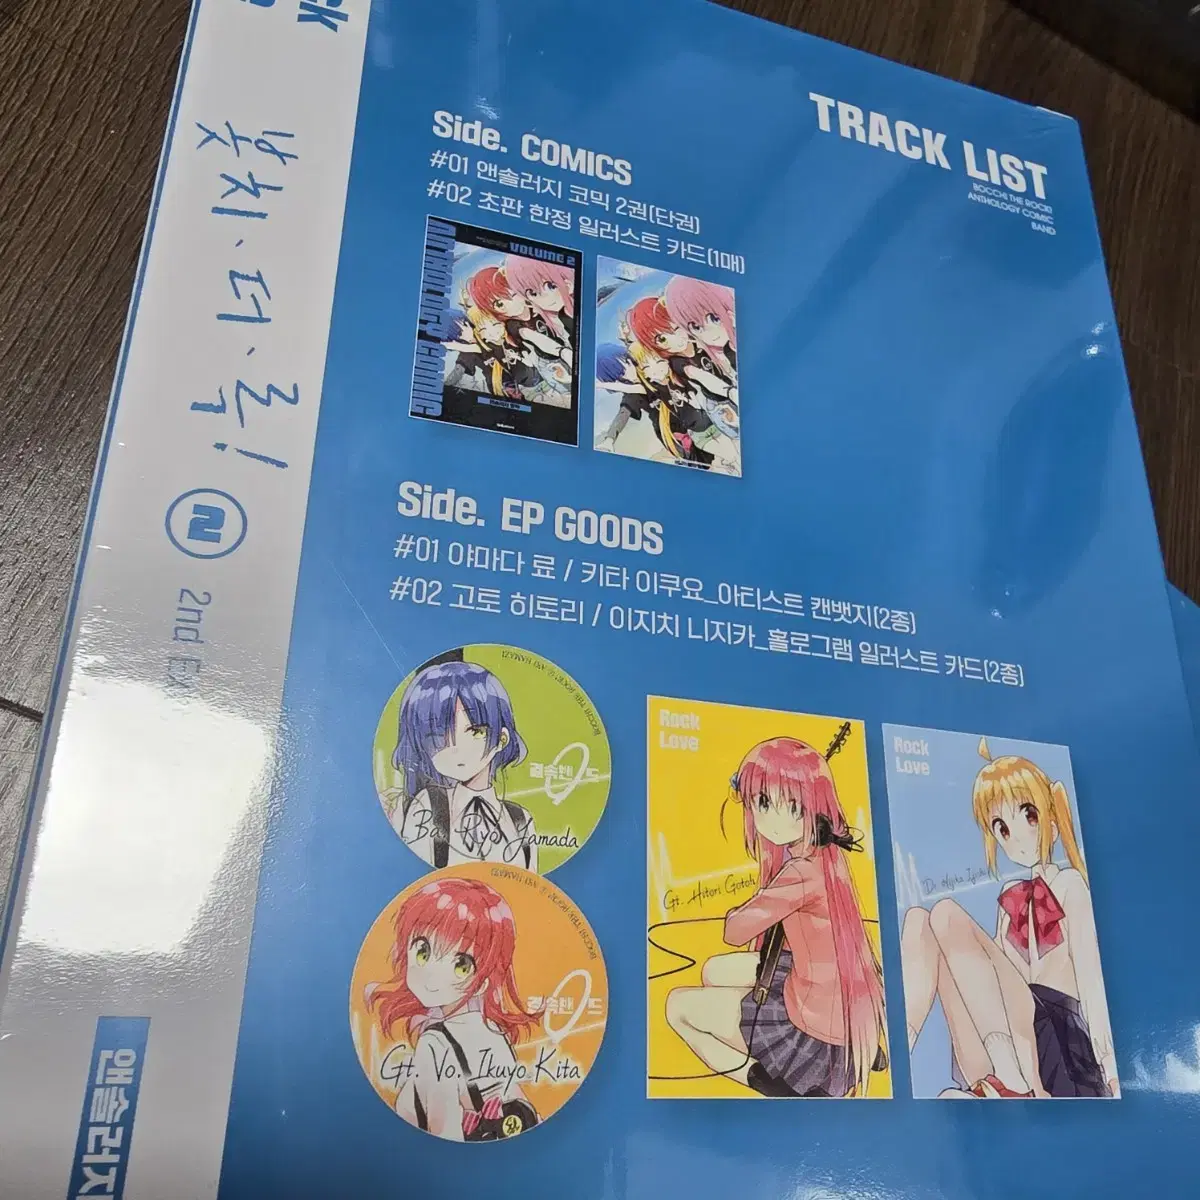 ck
봇치·더·록!
2
2nd E
앤솔러지
TRACK LIST
BOCCHI THE ROCK!
ANTHOLOGY COMIC
BAND
Side. COMICS
#01 앤솔러지 코믹 2권(단권)
#02 초판 한정 일러스트 카드(1매)
VOLUME 2
ANTHOLOGY COMIC
Side. EP GOODS
#01 야마다 료 / 키타 이쿠요_아티스트 캔뱃지(2종)
#02 고토 히토리 / 이지치 니지카_홀로그램 일러스트 카드(2종)
결속밴드
Ba. Ryo Yamada
결속밴드
Gt. Vo. Ikuyo Kita
Rock
Love
Gt. Hitori Gotoh
Rock
Love
Dr. Nijika Ijichi